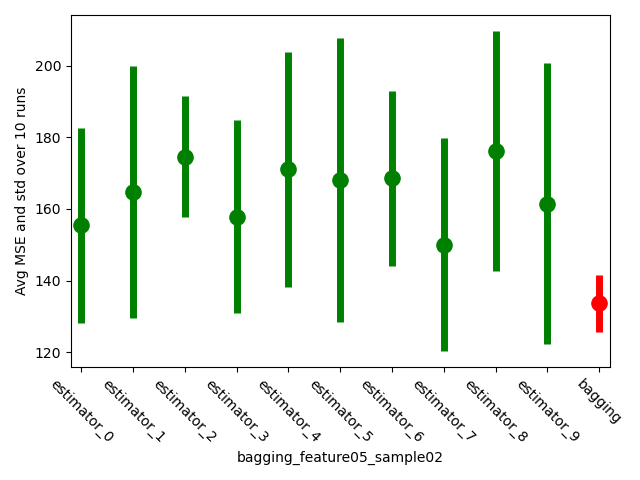 Avg MSE and std over 10 runs
200
180
160
140
120
estimator_0
estimator_1
estimator_2
estimator_3
estimator_4
estimator_5
estimator_6
estimator_7
estimator_8
estimator_9
bagging
bagging_feature05_sample02